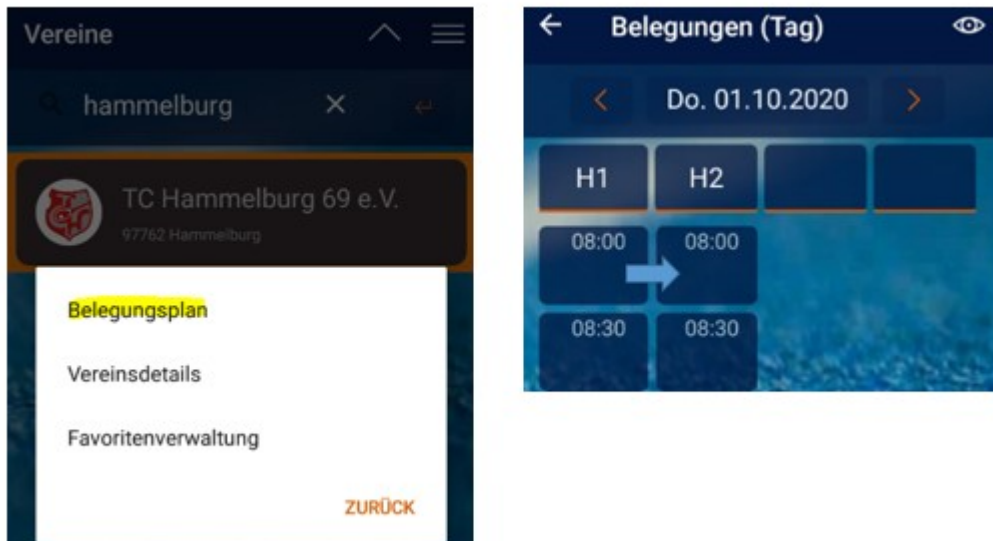 Vereine
hammelburg
TC Hammelburg 69 e.V.
97762 Hammelburg
Belegungsplan
Vereinsdetails
Favoritenverwaltung
ZURÜCK
Belegungen (Tag)
Do. 01.10.2020
H1 H2
08:00 08:00
08:30 08:30